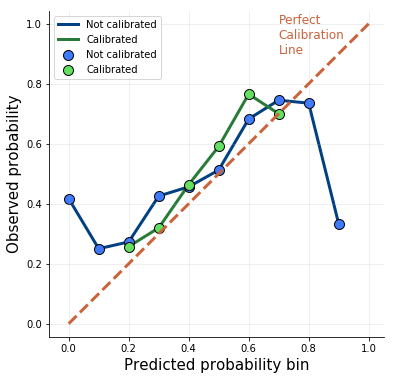 Not calibrated
Calibrated
Not calibrated
Calibrated
Perfect
Calibration
Line
Observed probability
1.0
0.8
0.6
0.4
0.2
0.0
0.0 0.2 0.4 0.6 0.8 1.0
Predicted probability bin